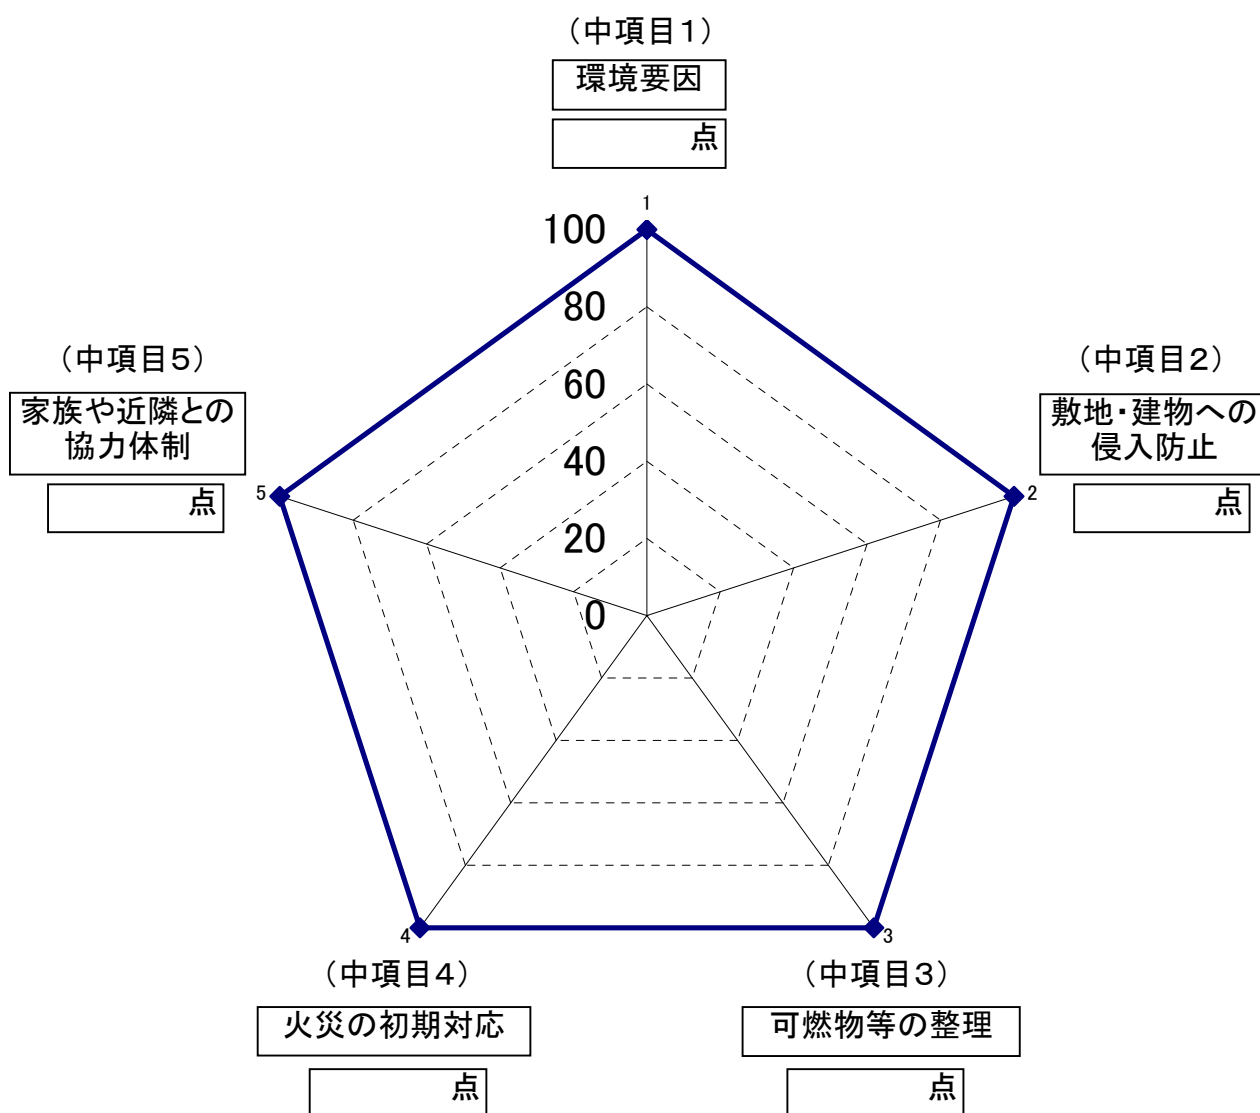 （中項目１）
環境要因
点
1
100
80
60
40
20
0
（中項目５）
家族や近隣との
協力体制
点
5
（中項目２）
敷地・建物への
侵入防止
点
2
4
（中項目４）
火災の初期対応
点
3
（中項目３）
可燃物等の整理
点